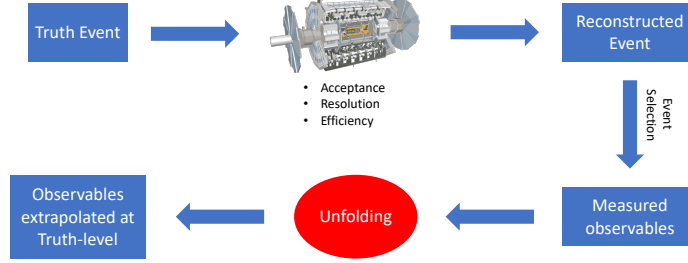 Truth Event
• Acceptance
• Resolution
• Efficiency
Reconstructed
Event
Event
Selection
Measured
observables
Unfolding
Observables
extrapolated at
Truth-level